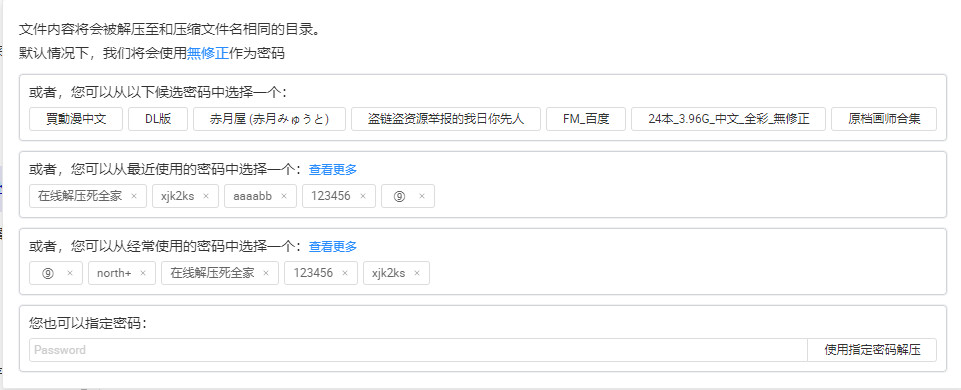 文件内容将会被解压至和压缩文件名相同的目录。
默认情况下，我们将会使用無修正作为密码
或者，您可以从以下候选密码中选择一个：
買動漫中文 DL版 赤月屋 (赤月みゅうと) 盗链盗资源举报的我日你先人 FM_百度 24本_3.96G_中文_全彩_無修正 原档画师合集
或者，您可以从最近使用的密码中选择一个：查看更多
在线解压死全家 × xjk2ks × aaaabb × 123456 × ⑨ ×
或者，您可以从经常使用的密码中选择一个：查看更多
⑨ × north+ × 在线解压死全家 × 123456 × xjk2ks ×
您也可以指定密码：
Password 使用指定密码解压